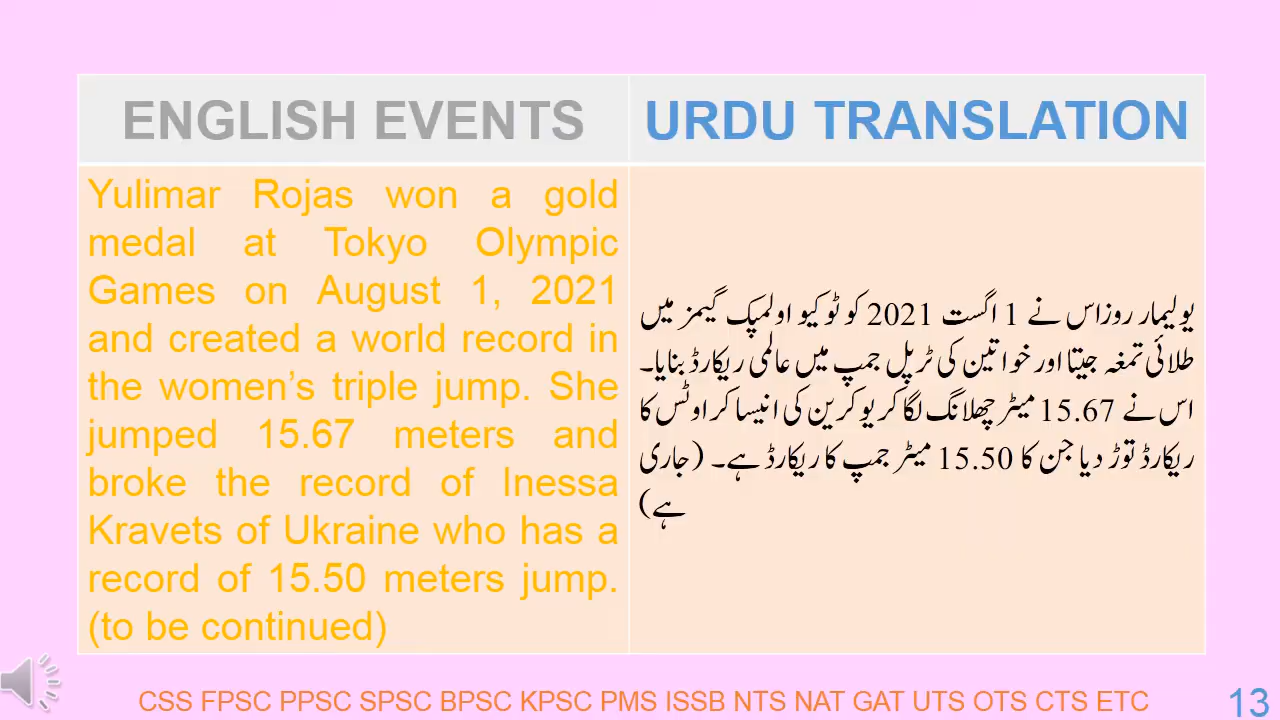 ENGLISH EVENTS
URDU TRANSLATION
Yulimar Rojas won a gold
medal at Tokyo Olympic
Games on August 1, 2021
and created a world record in
the women’s triple jump. She
jumped 15.67 meters and
broke the record of Inessa
Kravets of Ukraine who has a
record of 15.50 meters jump.
(to be continued)
یولیمار روزاس نے 1 اگست 2021 کو ٹوکیو اولمپک گیمز میں
طلائی تمغہ جیتا اور خواتین کی ٹرپل جمپ میں عالمی ریکارڈ بنایا۔
اس نے 15.67 میٹر چھلانگ لگا کر یوکرین کی انیسا کراوٹس کا
ریکارڈ توڑ دیا جن کا 15.50 میٹر جمپ کا ریکارڈ ہے۔ (جاری
ہے)
CSS FPSC PPSC SPSC BPSC KPSC PMS ISSB NTS NAT GAT UTS OTS CTS ETC
13